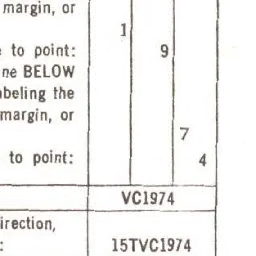 margin, or
1
to point: 9
ne BELOW
beling the
margin, or
7
to point: 4
VC1974
irection,
: 15TVC1974